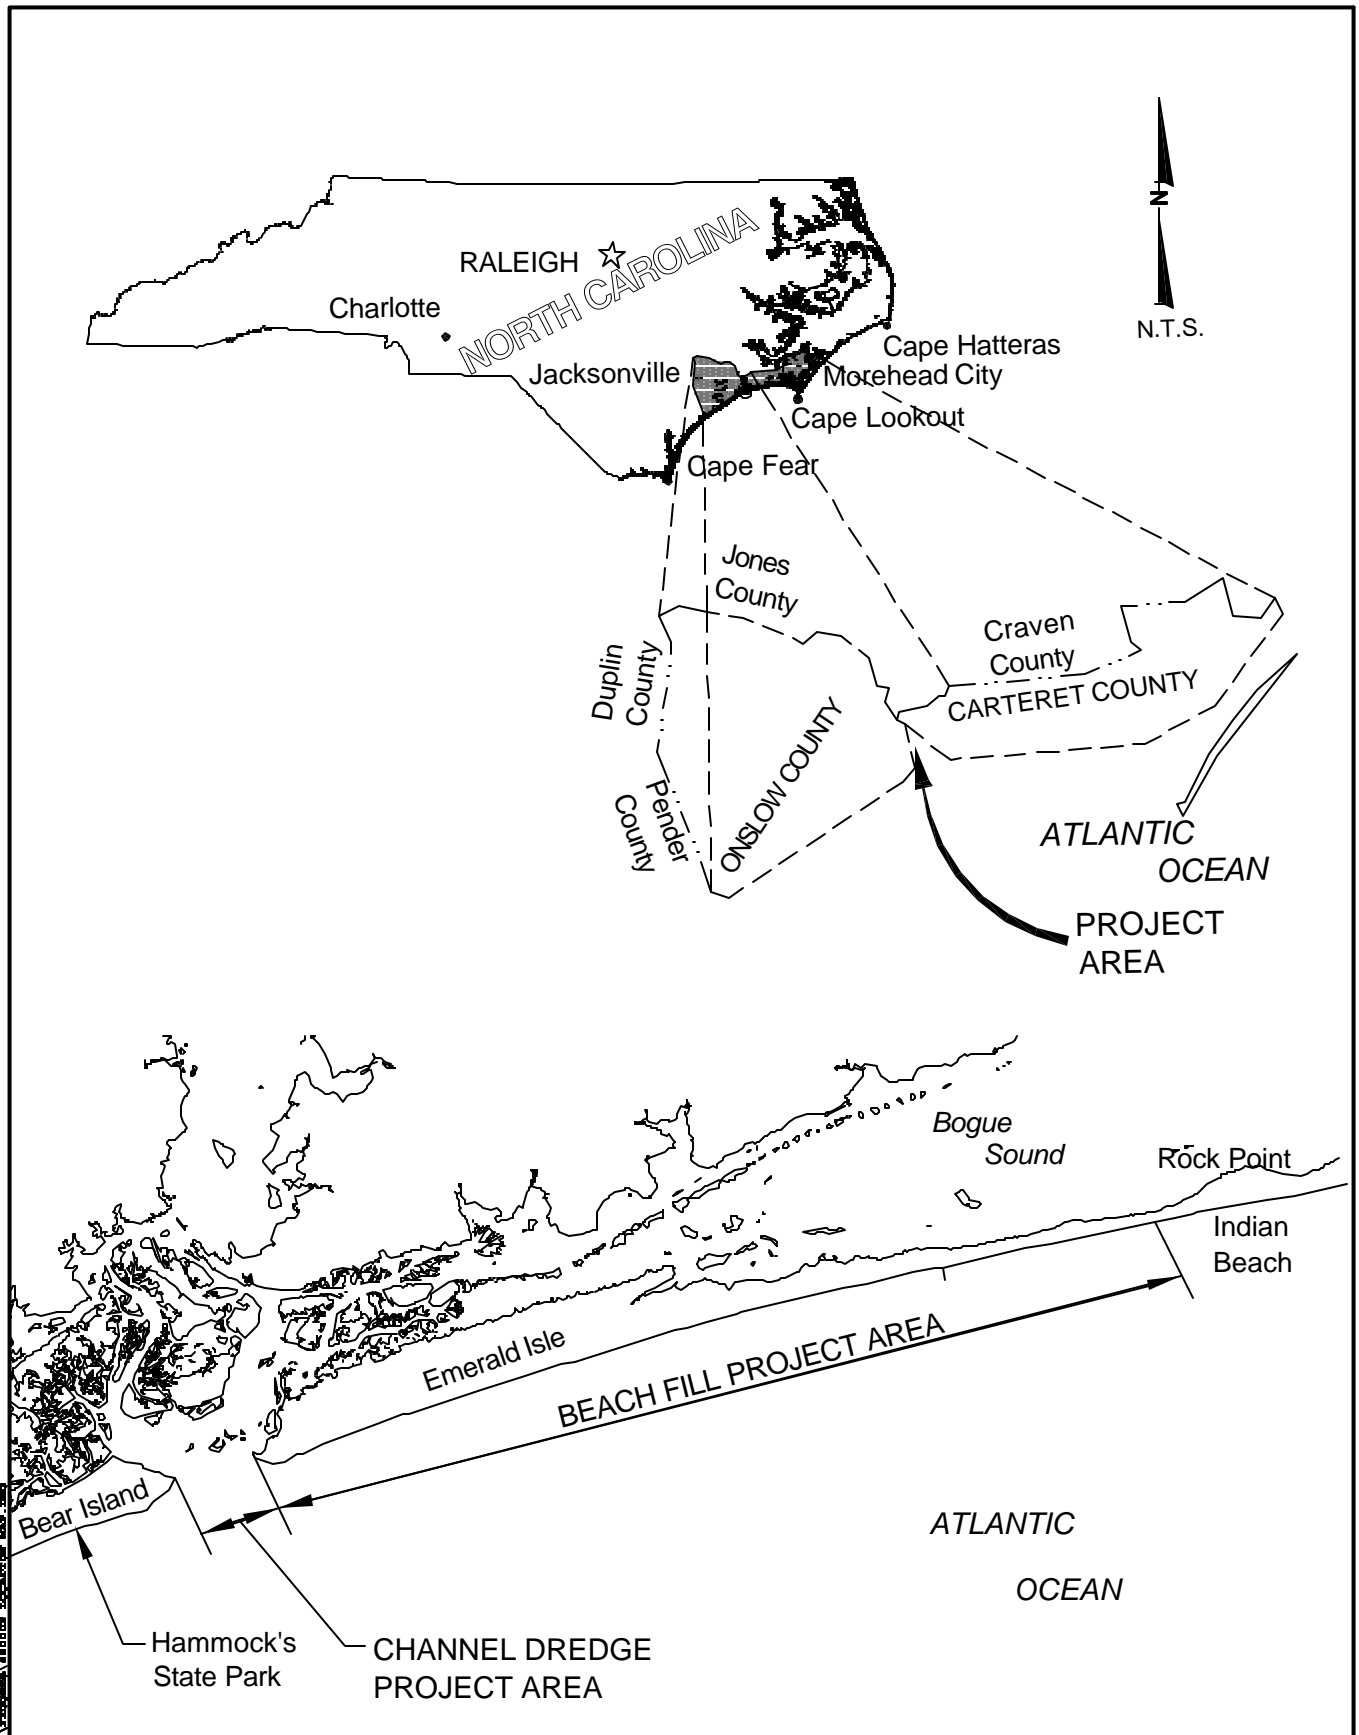 N
N.T.S.
RALEIGH
NORTH CAROLINA
Charlotte
Cape Hatteras
Jacksonville
Morehead City
Cape Lookout
Cape Fear
Jones
County
Craven
County
Duplin
County
CARTERET COUNTY
ONSLOW COUNTY
Pender
County
ATLANTIC
OCEAN
PROJECT
AREA
Bogue
Sound
Rock Point
Indian
Beach
Emerald Isle
BEACH FILL PROJECT AREA
Bear Island
ATLANTIC
OCEAN
Hammock's
State Park
CHANNEL DREDGE
PROJECT AREA